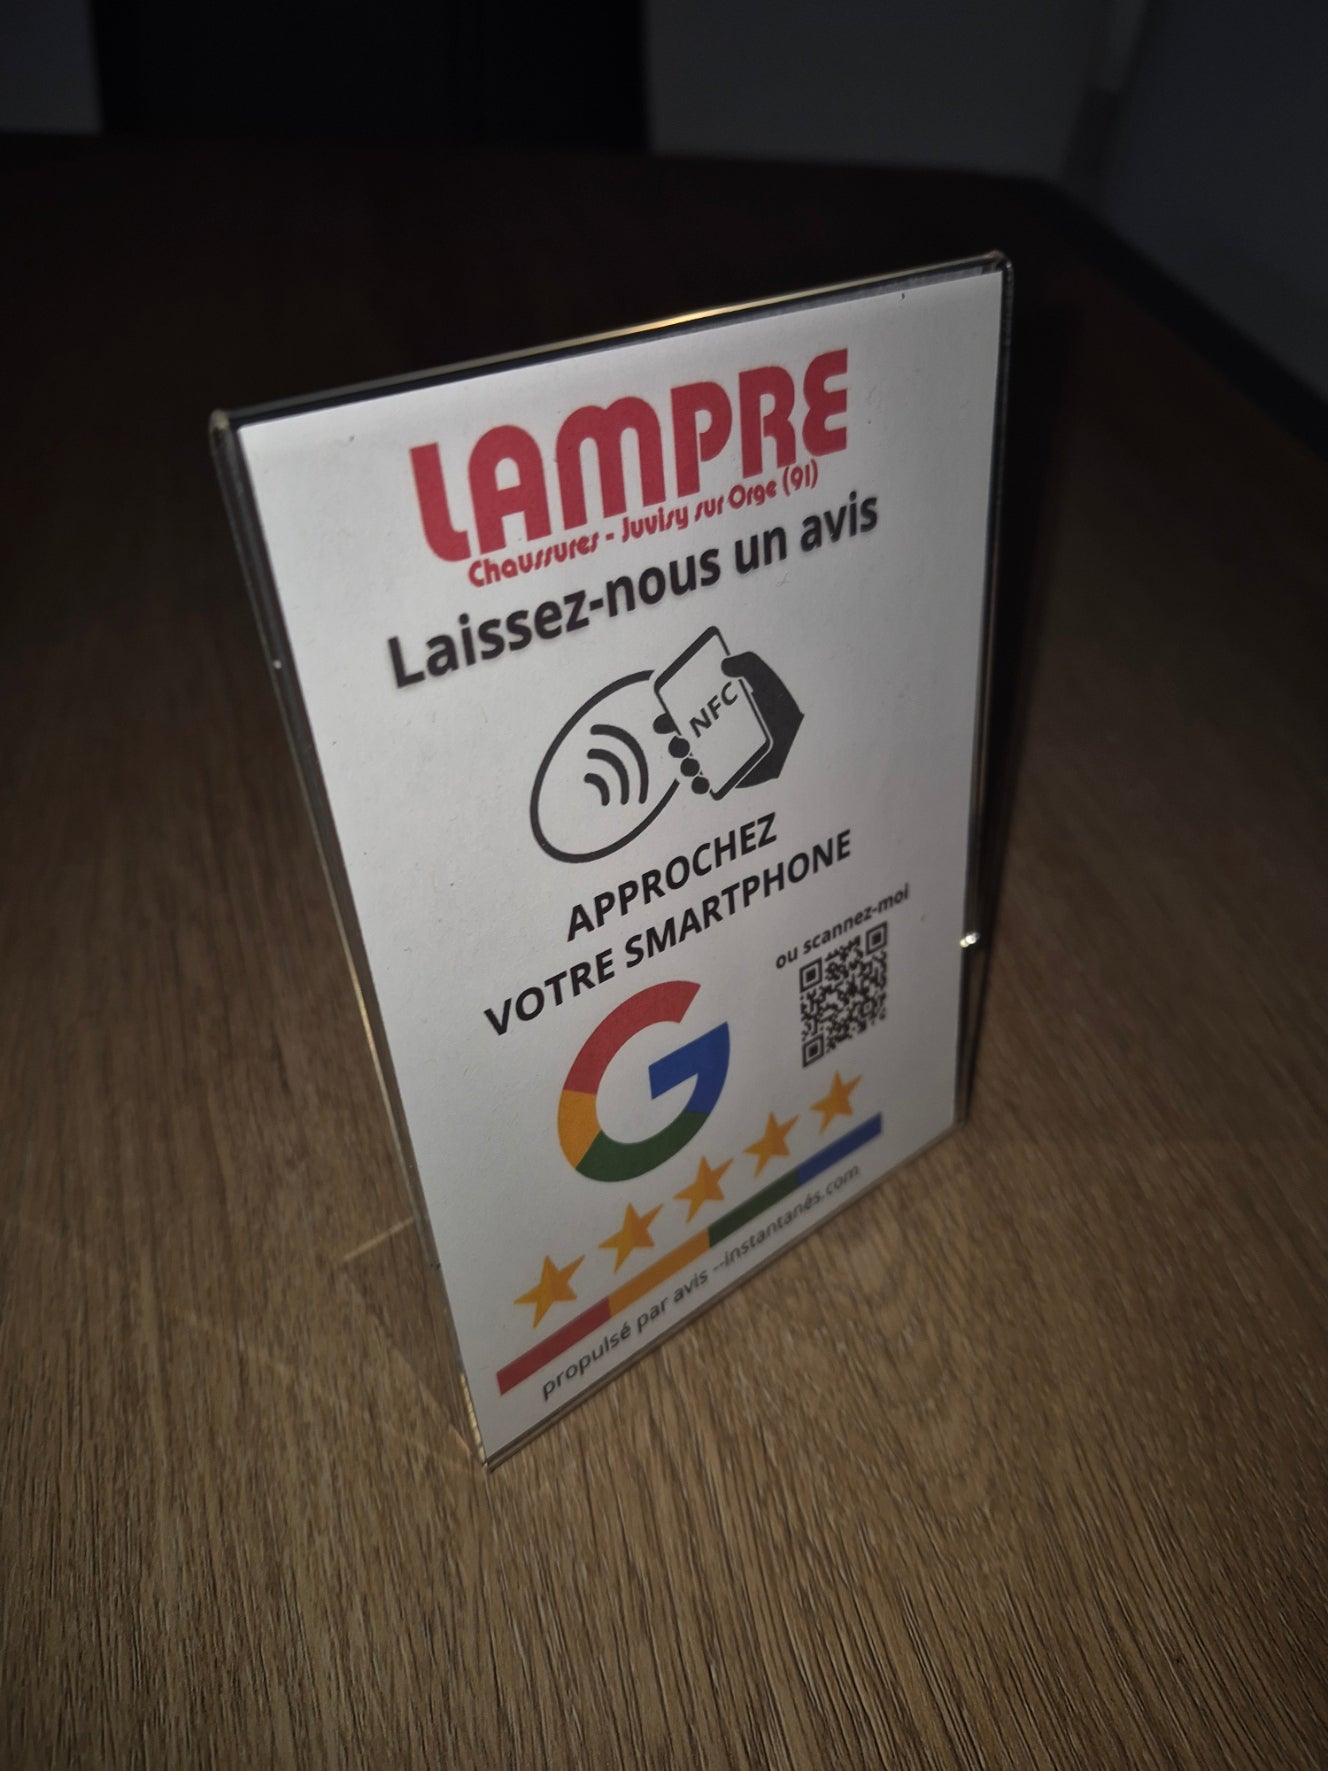 LAMPRE
Chaussures - Juvisy sur Orge (91)
Laissez-nous un avis
NFC
APPROCHEZ
VOTRE SMARTPHONE
ou scannez-moi
G
propulsé par avis --instantanés.com